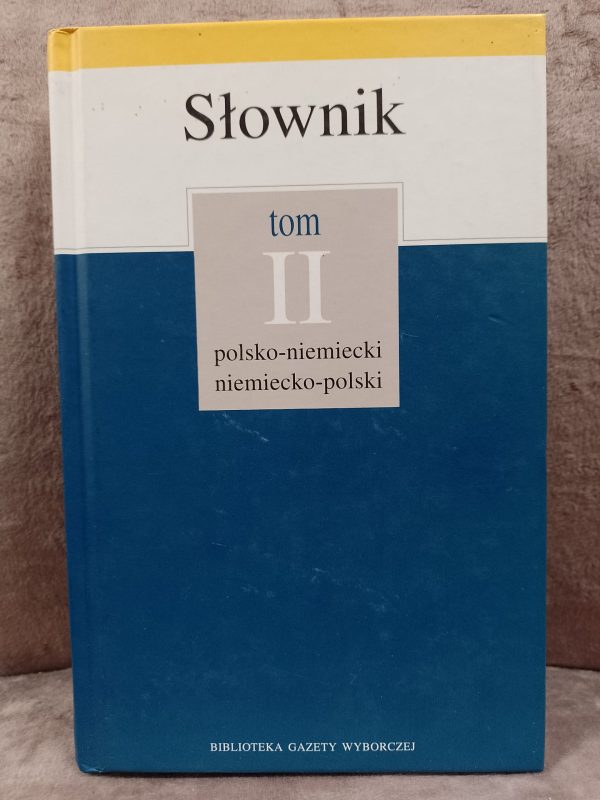 Słownik
tom
II
polsko-niemiecki
niemiecko-polski
BIBLIOTEKA GAZETY WYBORCZEJ